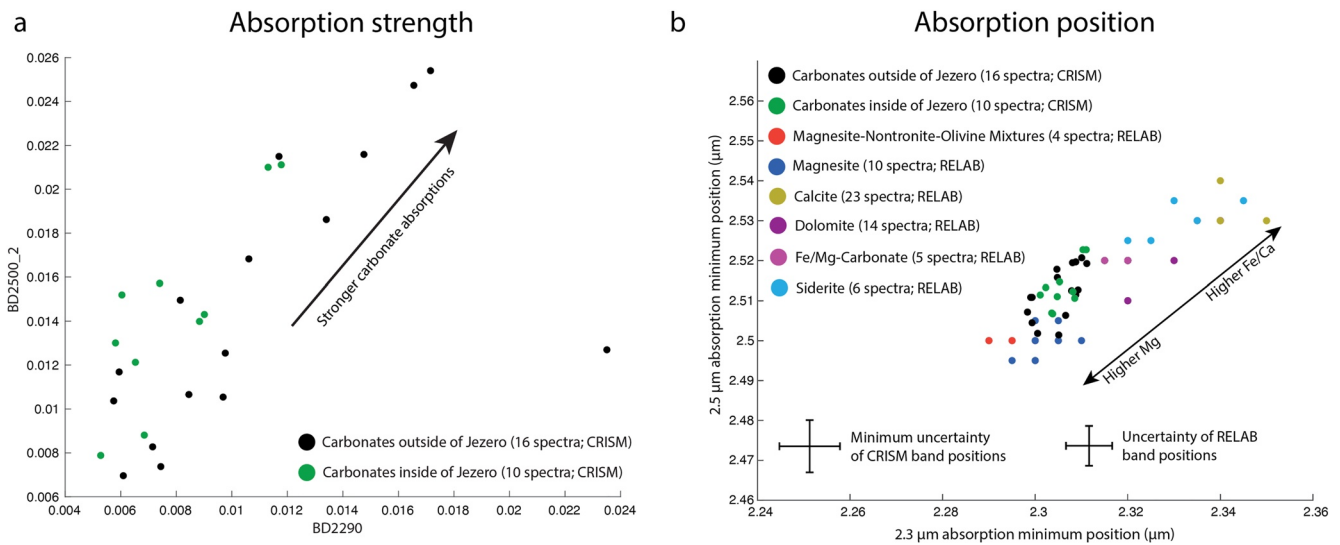 a
Absorption strength
0.026
0.024
0.022
0.02
0.018
0.016
0.014
0.012
0.01
0.008
0.006
BD2500_2
Stronger carbonate absorptions
Carbonates outside of Jezero (16 spectra; CRISM)
Carbonates inside of Jezero (10 spectra; CRISM)
0.004
0.006
0.008
0.01
0.012
0.014
0.016
0.018
0.02
0.022
0.024
BD2290
b
Absorption position
2.56
2.55
2.54
2.53
2.52
2.51
2.5
2.49
2.48
2.47
2.46
2.5 µm absorption minimum position (µm)
Carbonates outside of Jezero (16 spectra; CRISM)
Carbonates inside of Jezero (10 spectra; CRISM)
Magnesite-Nontronite-Olivine Mixtures (4 spectra; RELAB)
Magnesite (10 spectra; RELAB)
Calcite (23 spectra; RELAB)
Dolomite (14 spectra; RELAB)
Fe/Mg-Carbonate (5 spectra; RELAB)
Siderite (6 spectra; RELAB)
Higher Fe/Ca
Higher Mg
Minimum uncertainty
of CRISM band positions
Uncertainty of RELAB
band positions
2.24
2.26
2.28
2.3
2.32
2.34
2.36
2.3 µm absorption minimum position (µm)